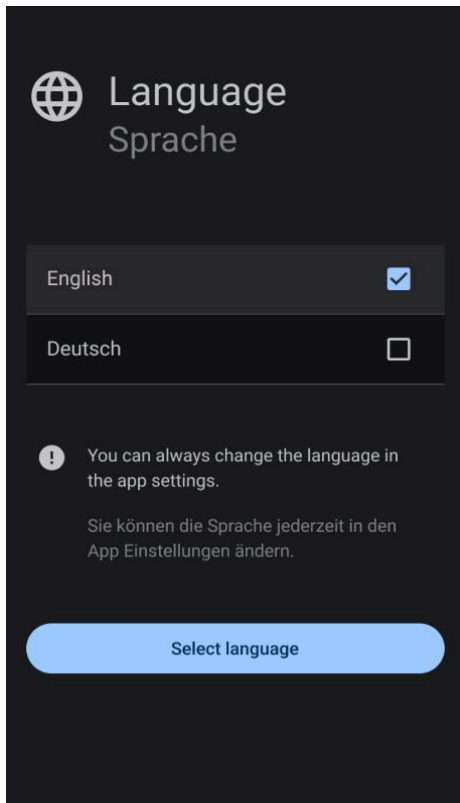 Language
Sprache
English
Deutsch
You can always change the language in
the app settings.
Sie können die Sprache jederzeit in den
App Einstellungen ändern.
Select language